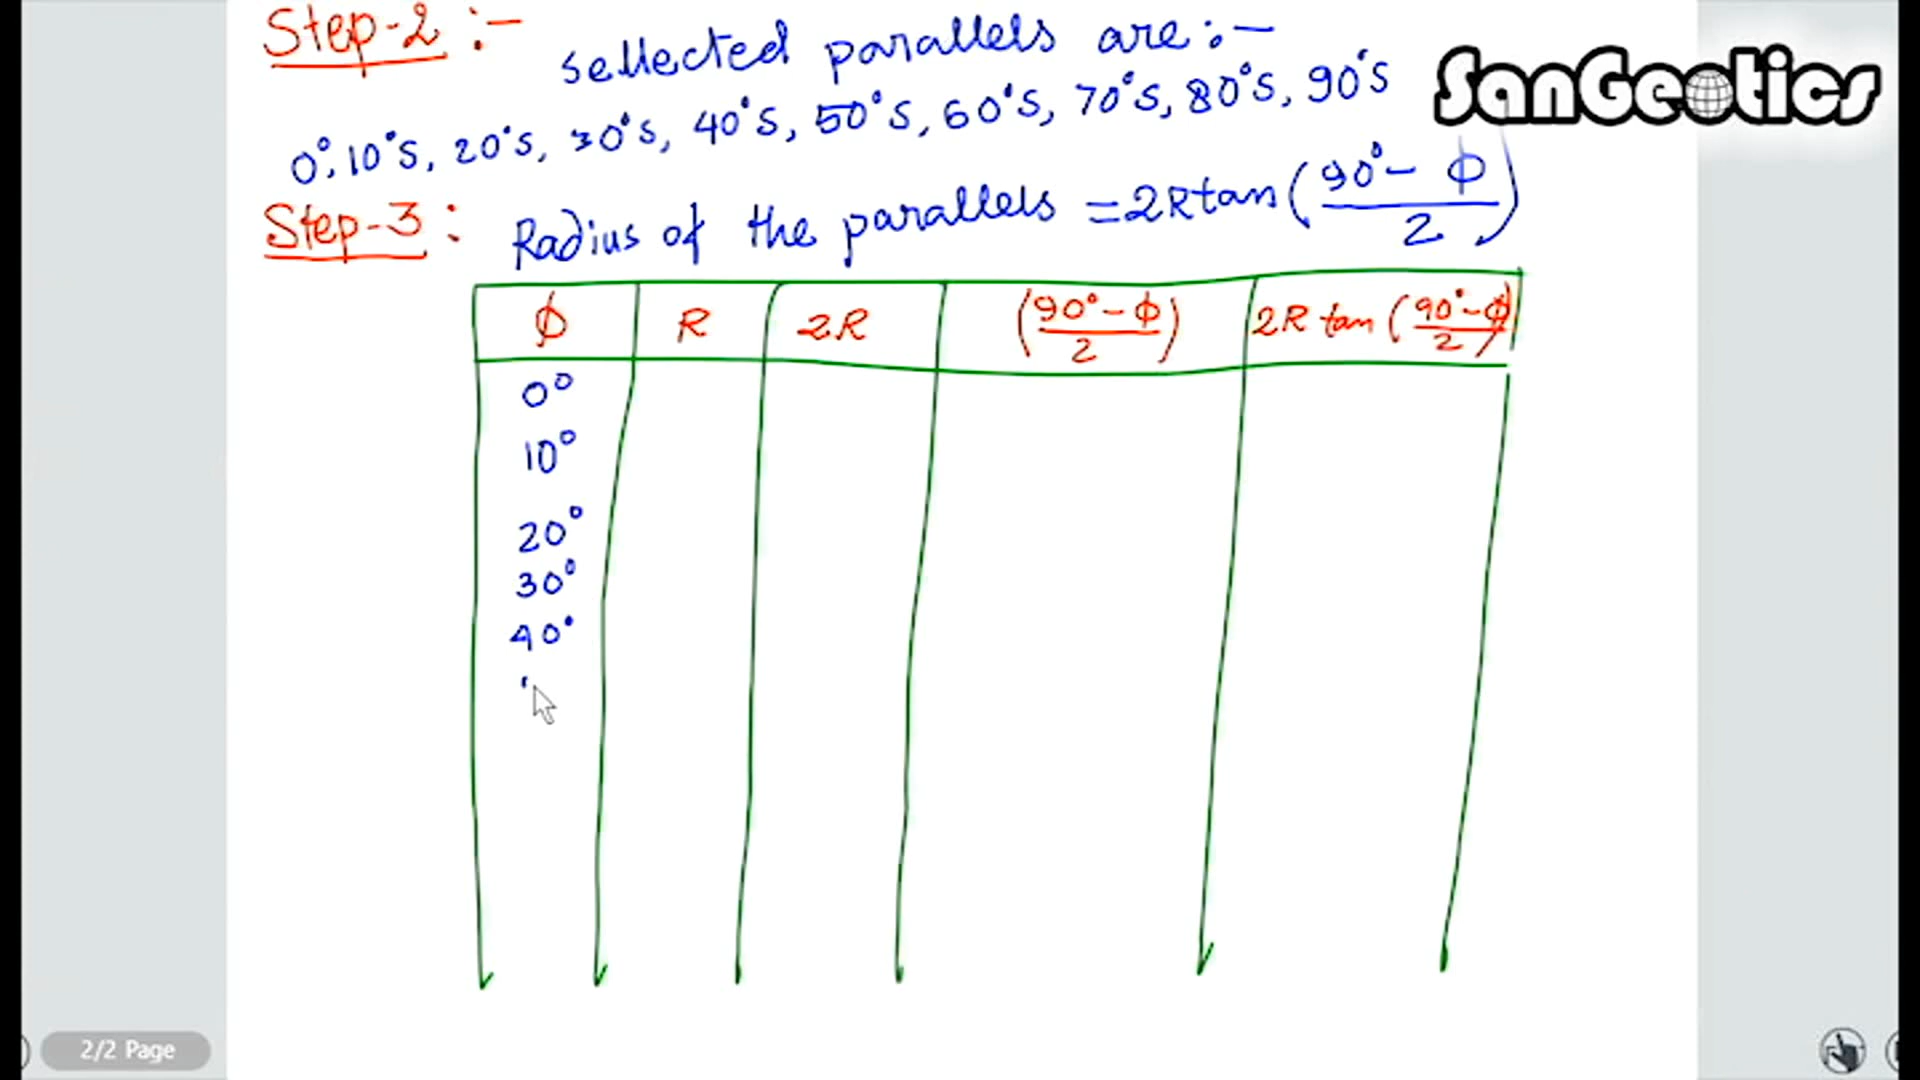 Step-2 :-
Sellected parallels are :-
SanGeotics
0°, 10°S, 20°S, 30°S, 40°S, 50°S, 60°S, 70°S, 80°S, 90°S
Step-3 : Radius of the parallels = 2R tan (90° - ϕ / 2)
ϕ R 2R (90° - ϕ / 2) 2R tan (90° - ϕ / 2)
0°
10°
20°
30°
40°
2/2 Page